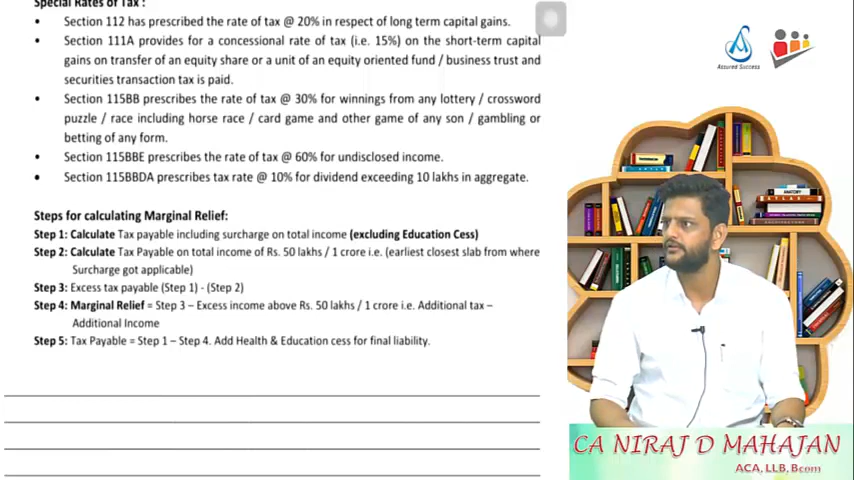 Special Rates of Tax :
• Section 112 has prescribed the rate of tax @ 20% in respect of long term capital gains.
• Section 111A provides for a concessional rate of tax (i.e. 15%) on the short-term capital
gains on transfer of an equity share or a unit of an equity oriented fund / business trust and
securities transaction tax is paid.
• Section 115BB prescribes the rate of tax @ 30% for winnings from any lottery / crossword
puzzle / race including horse race / card game and other game of any son / gambling or
betting of any form.
• Section 115BBE prescribes the rate of tax @ 60% for undisclosed income.
• Section 115BBDA prescribes tax rate @ 10% for dividend exceeding 10 lakhs in aggregate.
Steps for calculating Marginal Relief:
Step 1: Calculate Tax payable including surcharge on total income (excluding Education Cess)
Step 2: Calculate Tax Payable on total income of Rs. 50 lakhs / 1 crore i.e. (earliest closest slab from where
Surcharge got applicable)
Step 3: Excess tax payable (Step 1) - (Step 2)
Step 4: Marginal Relief = Step 3 – Excess income above Rs. 50 lakhs / 1 crore i.e. Additional tax –
Additional Income
Step 5: Tax Payable = Step 1 – Step 4. Add Health & Education cess for final liability.
Assured Success
ATLAS
ARCHITECTURE
CA NIRAJ D MAHAJAN
ACA, LLB, Bcom